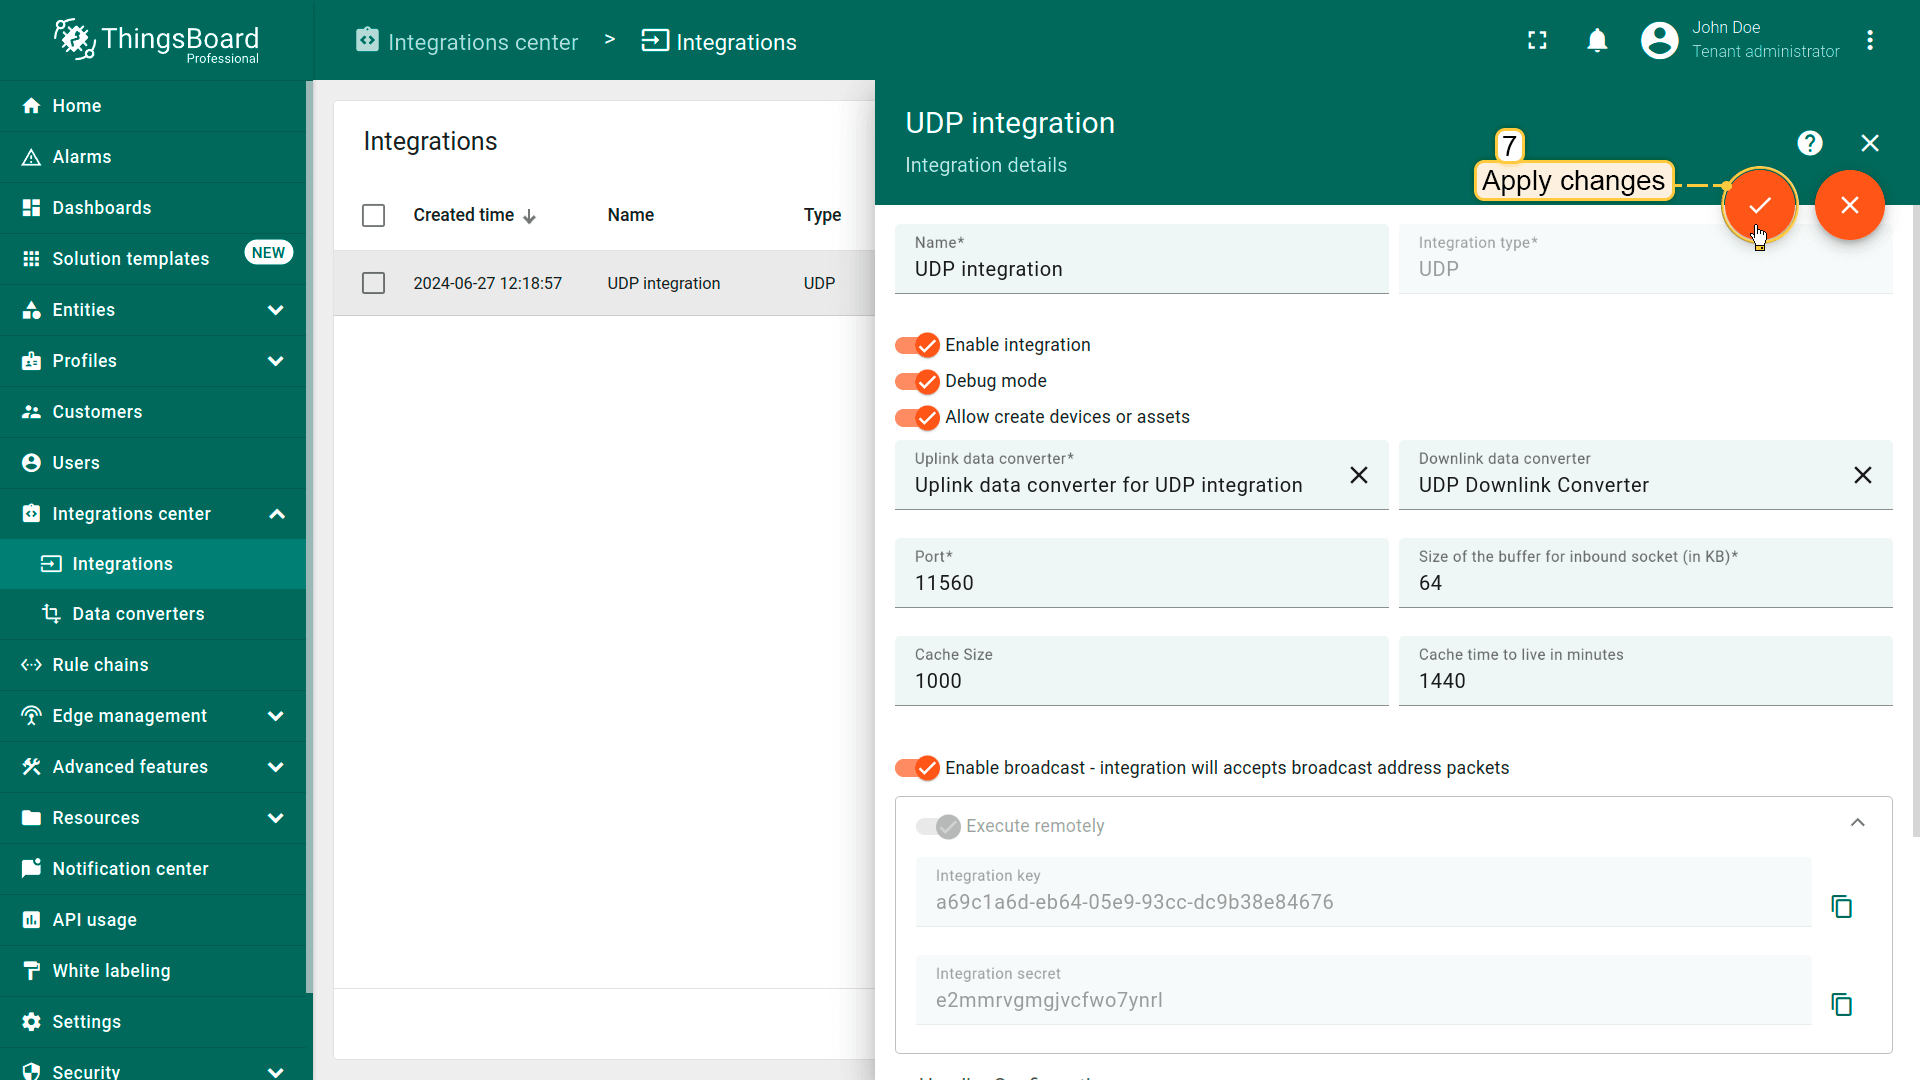 ThingsBoard
Professional
Integrations center > Integrations
John Doe
Tenant administrator
Home
Alarms
Dashboards
Solution templates NEW
Entities
Profiles
Customers
Users
Integrations center
Integrations
Data converters
Rule chains
Edge management
Advanced features
Resources
Notification center
API usage
White labeling
Settings
Security
Integrations
Created time Name Type
2024-06-27 12:18:57 UDP integration UDP
UDP integration
Integration details
7
Apply changes
Name*
UDP integration
Integration type*
UDP
Enable integration
Debug mode
Allow create devices or assets
Uplink data converter*
Uplink data converter for UDP integration
Downlink data converter
UDP Downlink Converter
Port*
11560
Size of the buffer for inbound socket (in KB)*
64
Cache Size
1000
Cache time to live in minutes
1440
Enable broadcast - integration will accepts broadcast address packets
Execute remotely
Integration key
a69c1a6d-eb64-05e9-93cc-dc9b38e84676
Integration secret
e2mmrvgmgjvcfwo7ynrl